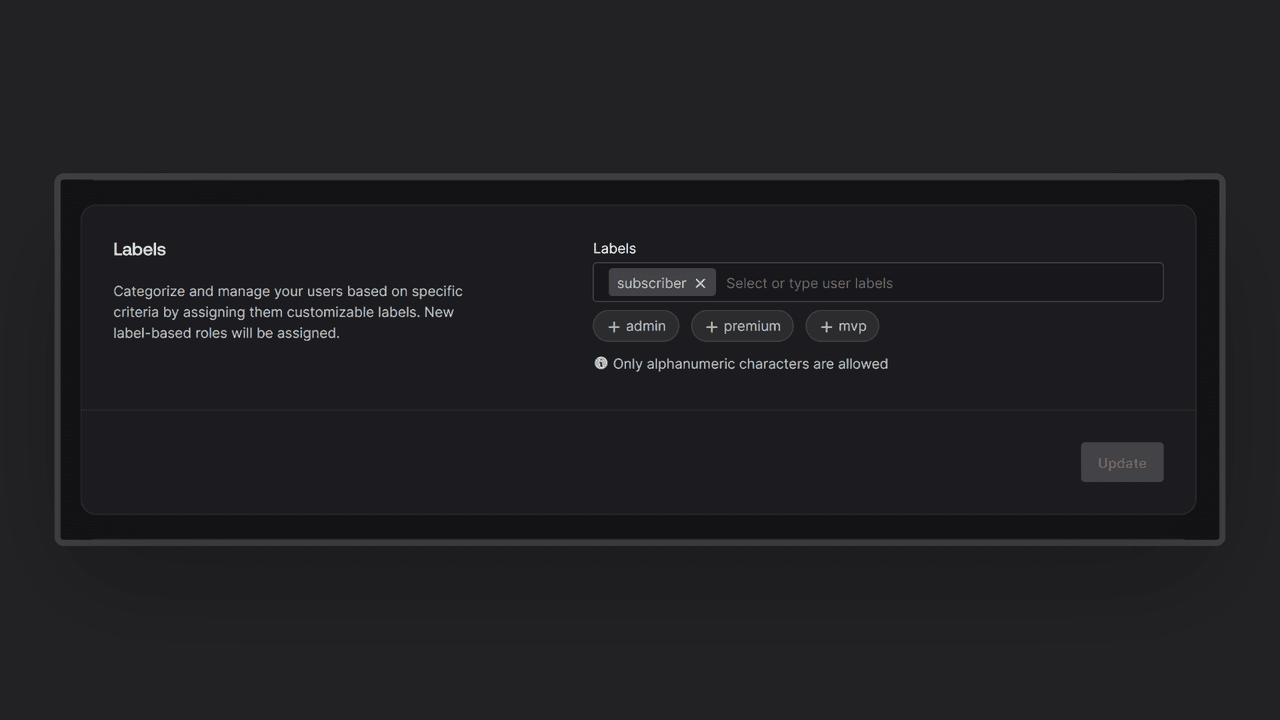 Labels
Categorize and manage your users based on specific
criteria by assigning them customizable labels. New
label-based roles will be assigned.
Labels
subscriber Select or type user labels
admin premium mvp
Only alphanumeric characters are allowed
Update